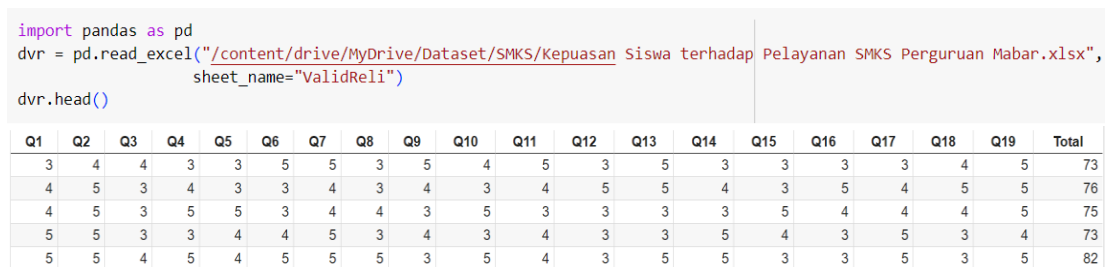 import pandas as pd
dvr = pd.read_excel("/content/drive/MyDrive/Dataset/SMKS/Kepuasan Siswa terhadap Pelayanan SMKS Perguruan Mabar.xlsx",
sheet_name="ValidReli")
dvr.head()
Q1 Q2 Q3 Q4 Q5 Q6 Q7 Q8 Q9 Q10 Q11 Q12 Q13 Q14 Q15 Q16 Q17 Q18 Q19 Total
3 4 4 3 3 5 5 3 5 4 5 3 5 3 3 3 3 4 5 73
4 5 3 4 3 3 4 3 4 3 4 5 5 4 3 5 4 5 5 76
4 5 3 5 5 3 4 4 3 5 3 3 3 3 5 4 4 4 5 75
5 5 3 3 4 4 5 3 4 3 4 3 3 5 4 3 5 3 4 73
5 5 4 5 4 5 5 5 3 5 4 3 5 5 3 3 5 3 5 82